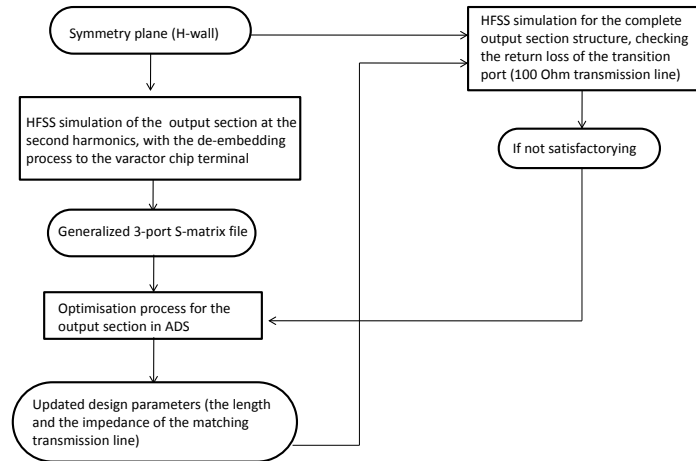 Symmetry plane (H-wall)
HFSS simulation of the output section at the
second harmonics, with the de-embedding
process to the varactor chip terminal
Generalized 3-port S-matrix file
Optimisation process for the
output section in ADS
Updated design parameters (the length
and the impedance of the matching
transmission line)
HFSS simulation for the complete
output section structure, checking
the return loss of the transition
port (100 Ohm transmission line)
If not satisfactorying